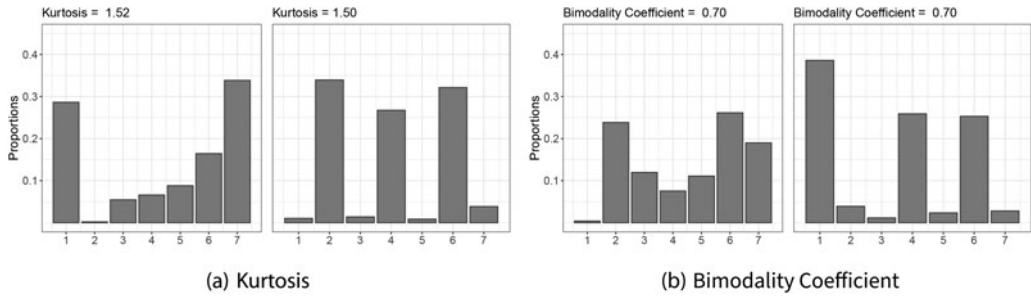 Kurtosis = 1.52
Kurtosis = 1.50
Proportions
0.4
0.3
0.2
0.1
1 2 3 4 5 6 7
1 2 3 4 5 6 7
(a) Kurtosis
Bimodality Coefficient = 0.70
Bimodality Coefficient = 0.70
Proportions
0.4
0.3
0.2
0.1
1 2 3 4 5 6 7
1 2 3 4 5 6 7
(b) Bimodality Coefficient